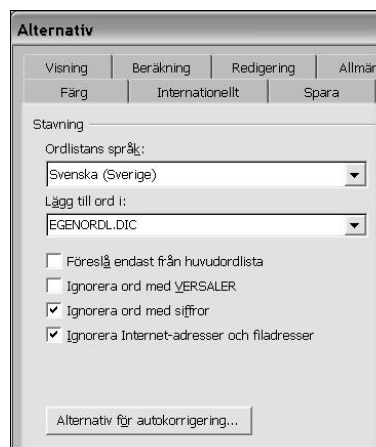 Alternativ
Visning Beräkning Redigering Allmän
Färg Internationellt Spara
Stavning
Ordlistans språk:
Svenska (Sverige)
Lägg till ord i:
EGENORDL.DIC
Föreslå endast från huvudordlista
Ignorera ord med VERSALER
Ignorera ord med siffror
Ignorera Internet-adresser och filadresser
Alternativ för autokorrigering...